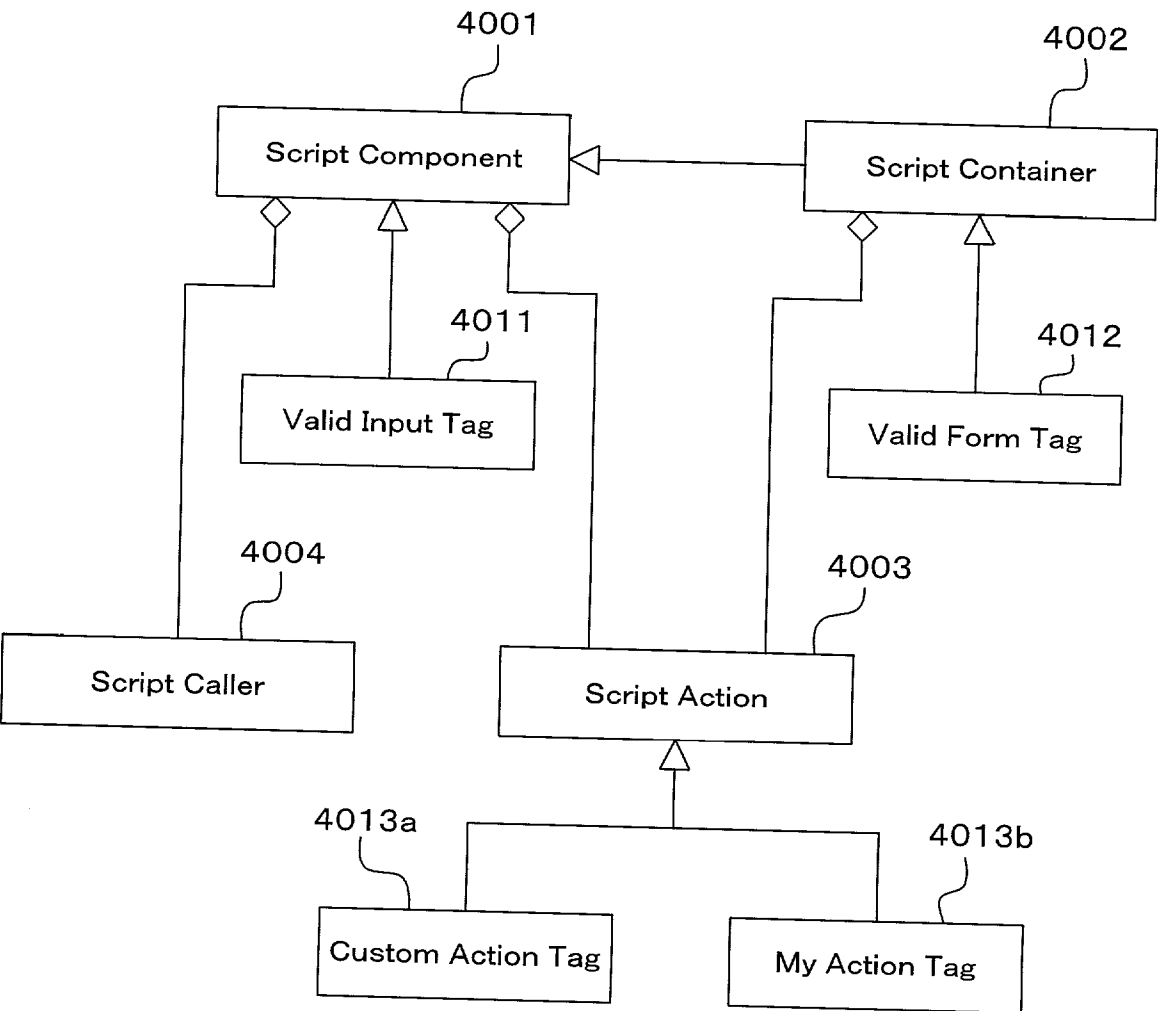 4001
4002
Script Component
Script Container
4011
4012
Valid Input Tag
Valid Form Tag
4004
4003
Script Caller
Script Action
4013a
4013b
Custom Action Tag
My Action Tag